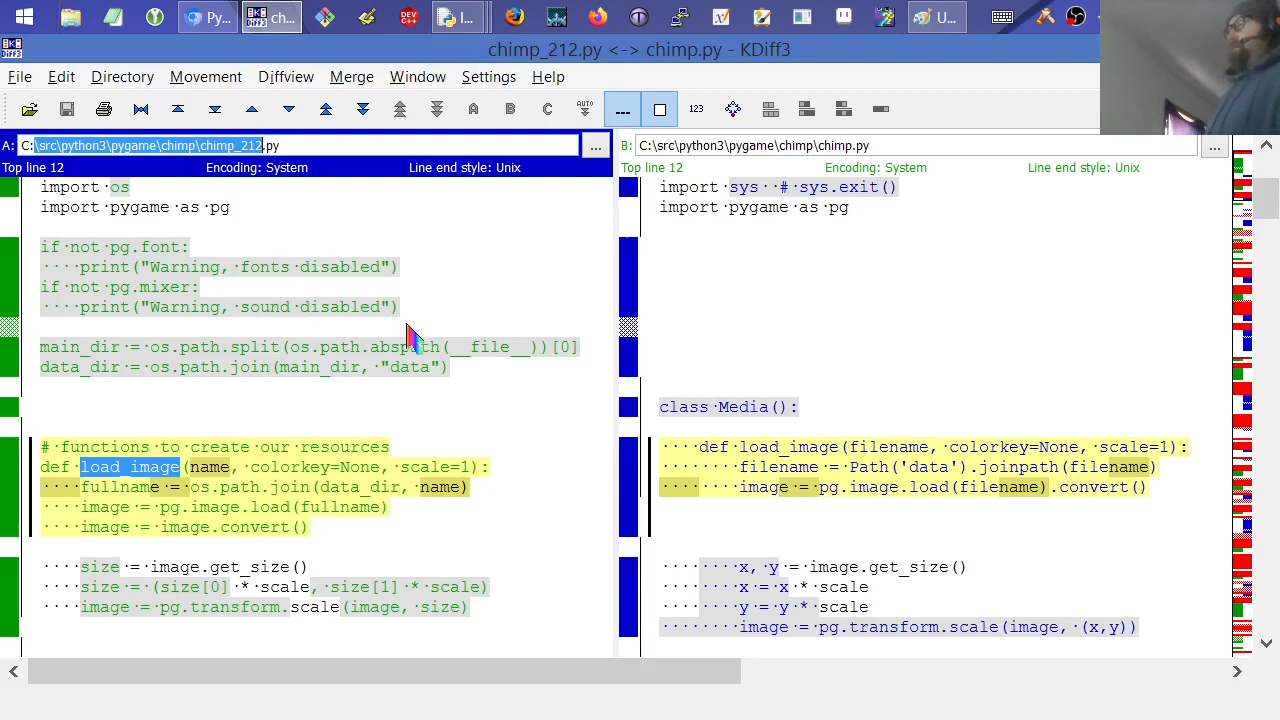 Py...
ch...
DEV
C++
I...
U...
chimp_212.py <-> chimp.py - KDiff3
File Edit Directory Movement Diffview Merge Window Settings Help
A B C AUTO 123
A: C:\src\python3\pygame\chimp\chimp_212.py ...
Top line 12 Encoding: System Line end style: Unix
import·os
import·pygame·as·pg
if·not·pg.font:
····print("Warning,·fonts·disabled")
if·not·pg.mixer:
····print("Warning,·sound·disabled")
main_dir·=·os.path.split(os.path.abspath(__file__))[0]
data_dir·=·os.path.join(main_dir,·"data")
#·functions·to·create·our·resources
def·load_image(name,·colorkey=None,·scale=1):
····fullname·=·os.path.join(data_dir,·name)
····image·=·pg.image.load(fullname)
····image·=·image.convert()
····size·=·image.get_size()
····size·=·(size[0]·*·scale,·size[1]·*·scale)
····image·=·pg.transform.scale(image,·size)
B: C:\src\python3\pygame\chimp\chimp.py ...
Top line 12 Encoding: System Line end style: Unix
import·sys··#·sys.exit()
import·pygame·as·pg
class·Media():
····def·load_image(filename,·colorkey=None,·scale=1):
········filename·=·Path('data').joinpath(filename)
········image·=·pg.image.load(filename).convert()
········x,·y·=·image.get_size()
········x·=·x·*·scale
········y·=·y·*·scale
········image·=·pg.transform.scale(image,·(x,y))